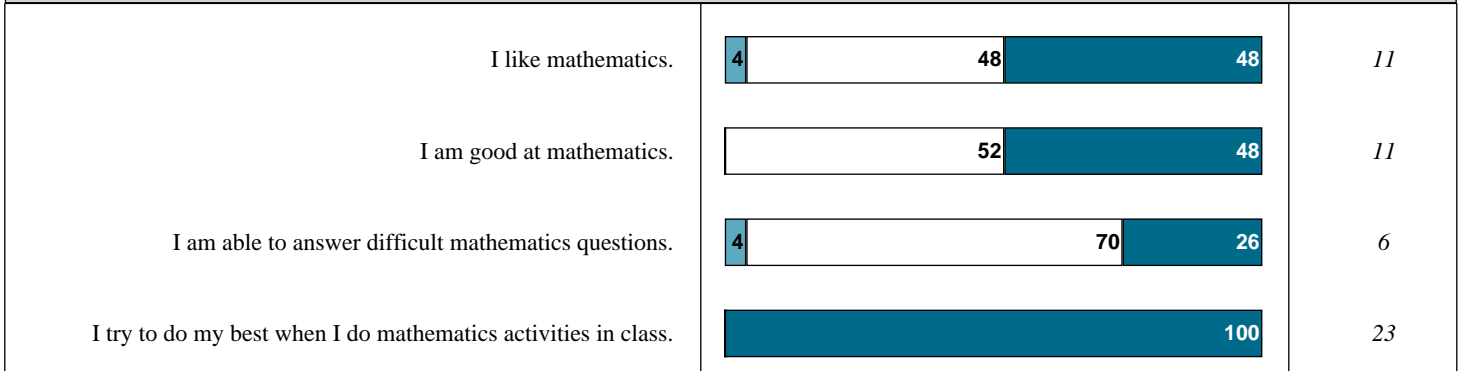 I like mathematics. 4 48 48 11
I am good at mathematics. 52 48 11
I am able to answer difficult mathematics questions. 4 70 26 6
I try to do my best when I do mathematics activities in class. 100 23